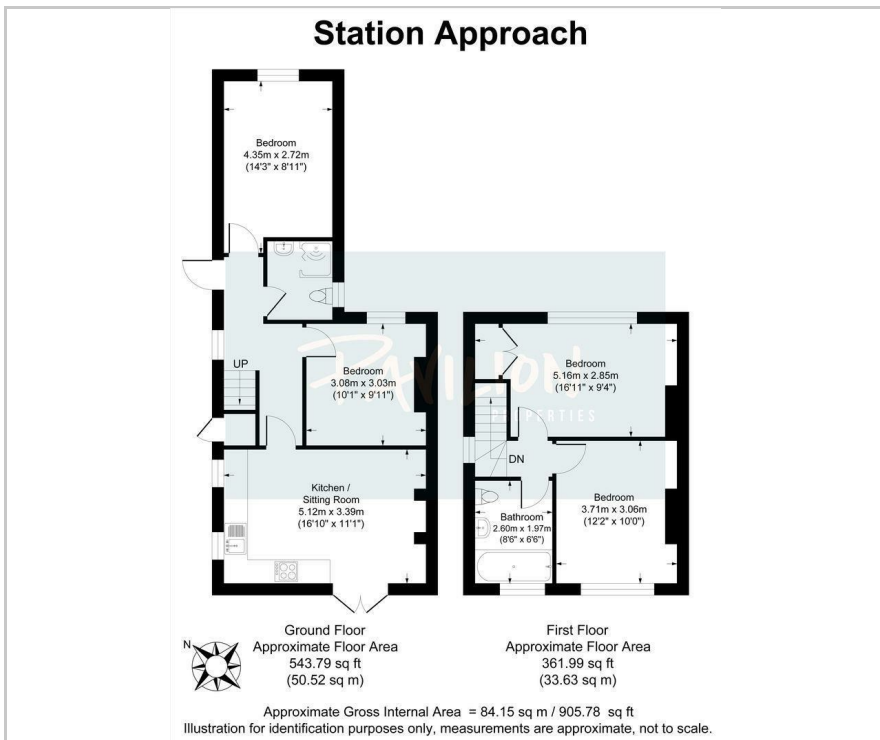 Station Approach
Bedroom
4.35m x 2.72m
(14'3" x 8'11")
UP
Bedroom
3.08m x 3.03m
(10'1" x 9'11")
Kitchen /
Sitting Room
5.12m x 3.39m
(16'10" x 11'1")
Bedroom
5.16m x 2.85m
(16'11" x 9'4")
DN
Bedroom
3.71m x 3.06m
(12'2" x 10'0")
Bathroom
2.60m x 1.97m
(8'6" x 6'6")
PAVILION
PROPERTIES
N
Ground Floor
Approximate Floor Area
543.79 sq ft
(50.52 sq m)
First Floor
Approximate Floor Area
361.99 sq ft
(33.63 sq m)
Approximate Gross Internal Area = 84.15 sq m / 905.78 sq ft
Illustration for identification purposes only, measurements are approximate, not to scale.